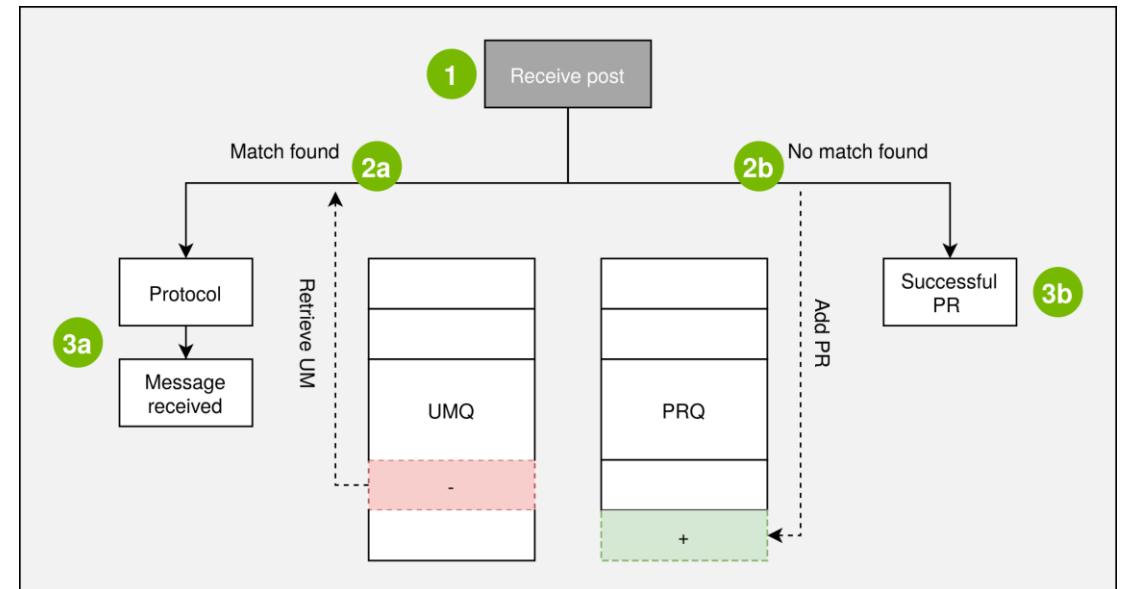 1
Receive post
Match found
2a
2b
No match found
Protocol
3a
Message
received
Retrieve UM
UMQ
-
PRQ
+
Add PR
Successful
PR
3b